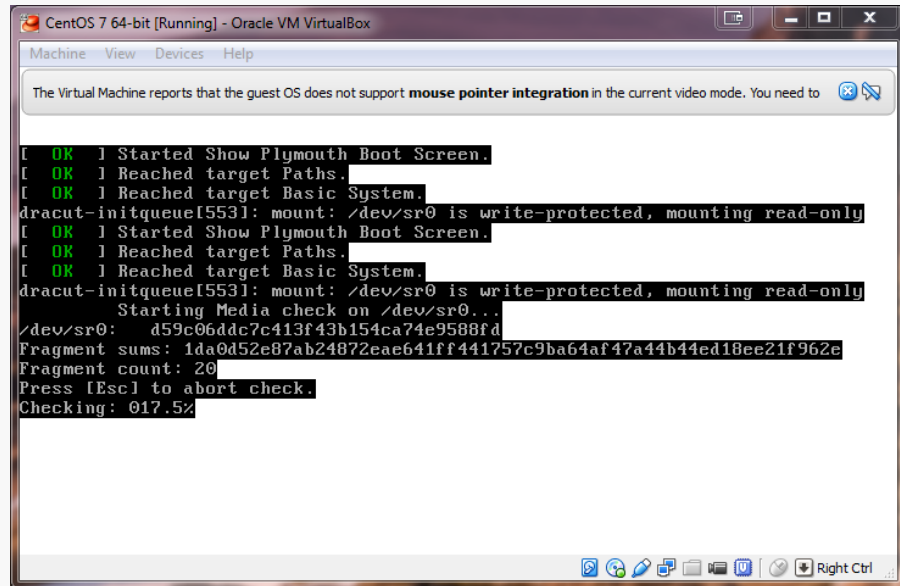 CentOS 7 64-bit [Running] - Oracle VM VirtualBox
Machine View Devices Help
The Virtual Machine reports that the guest OS does not support mouse pointer integration in the current video mode. You need to
[  OK  ] Started Show Plymouth Boot Screen.
[  OK  ] Reached target Paths.
[  OK  ] Reached target Basic System.
dracut-initqueue[553]: mount: /dev/sr0 is write-protected, mounting read-only
[  OK  ] Started Show Plymouth Boot Screen.
[  OK  ] Reached target Paths.
[  OK  ] Reached target Basic System.
dracut-initqueue[553]: mount: /dev/sr0 is write-protected, mounting read-only
Starting Media check on /dev/sr0...
/dev/sr0:   d59c06ddc7c413f43b154ca74e9588fd
Fragment sums: 1da0d52e87ab24872eae641ff441757c9ba64af47a44b44ed18ee21f962e
Fragment count: 20
Press [Esc] to abort check.
Checking: 017.5%
Right Ctrl